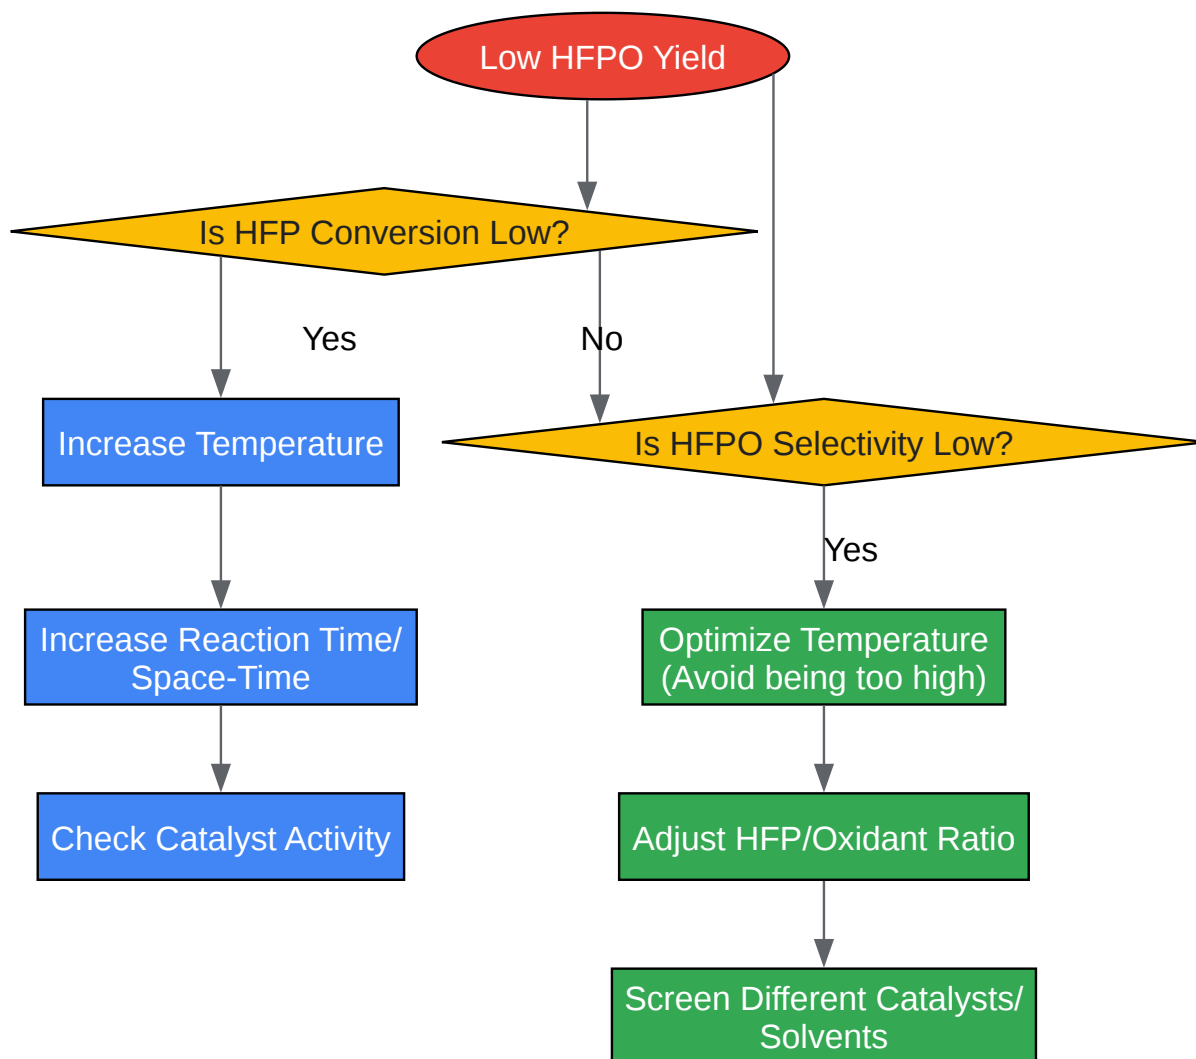 Low HFPO Yield
Is HFP Conversion Low?
Yes
No
Increase Temperature
Is HFPO Selectivity Low?
Yes
Increase Reaction Time/
Space-Time
Optimize Temperature
(Avoid being too high)
Check Catalyst Activity
Adjust HFP/Oxidant Ratio
Screen Different Catalysts/
Solvents